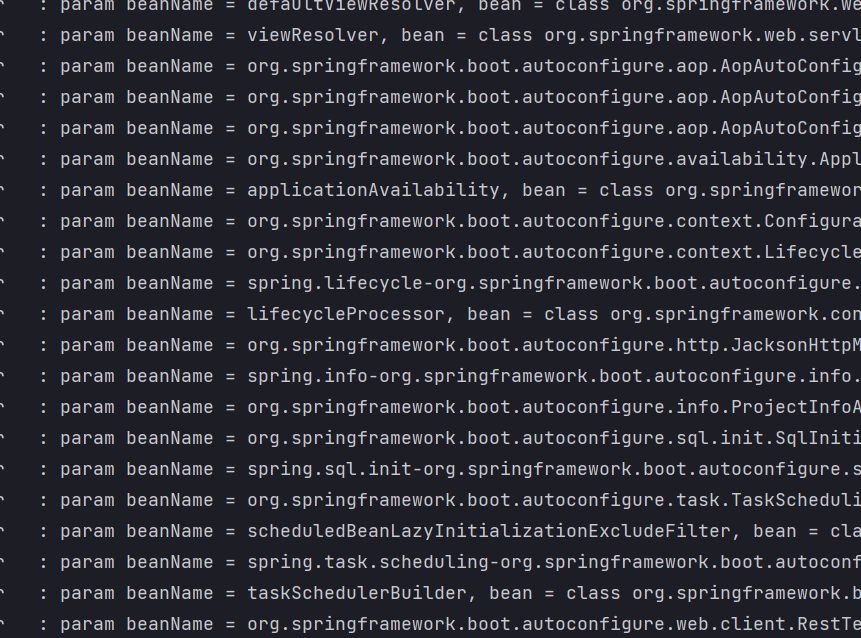 : param beanName = defaultViewResolver, bean = class org.springframework.we
: param beanName = viewResolver, bean = class org.springframework.web.servl
: param beanName = org.springframework.boot.autoconfigure.aop.AopAutoConfig
: param beanName = org.springframework.boot.autoconfigure.aop.AopAutoConfig
: param beanName = org.springframework.boot.autoconfigure.aop.AopAutoConfig
: param beanName = org.springframework.boot.autoconfigure.availability.Appl
: param beanName = applicationAvailability, bean = class org.springframewor
: param beanName = org.springframework.boot.autoconfigure.context.Configura
: param beanName = org.springframework.boot.autoconfigure.context.Lifecycle
: param beanName = spring.lifecycle-org.springframework.boot.autoconfigure.
: param beanName = lifecycleProcessor, bean = class org.springframework.con
: param beanName = org.springframework.boot.autoconfigure.http.JacksonHttpM
: param beanName = spring.info-org.springframework.boot.autoconfigure.info.
: param beanName = org.springframework.boot.autoconfigure.info.ProjectInfoA
: param beanName = org.springframework.boot.autoconfigure.sql.init.SqlIniti
: param beanName = spring.sql.init-org.springframework.boot.autoconfigure.s
: param beanName = org.springframework.boot.autoconfigure.task.TaskScheduli
: param beanName = scheduledBeanLazyInitializationExcludeFilter, bean = cla
: param beanName = spring.task.scheduling-org.springframework.boot.autoconf
: param beanName = taskSchedulerBuilder, bean = class org.springframework.b
: param beanName = org.springframework.boot.autoconfigure.web.client.RestTe